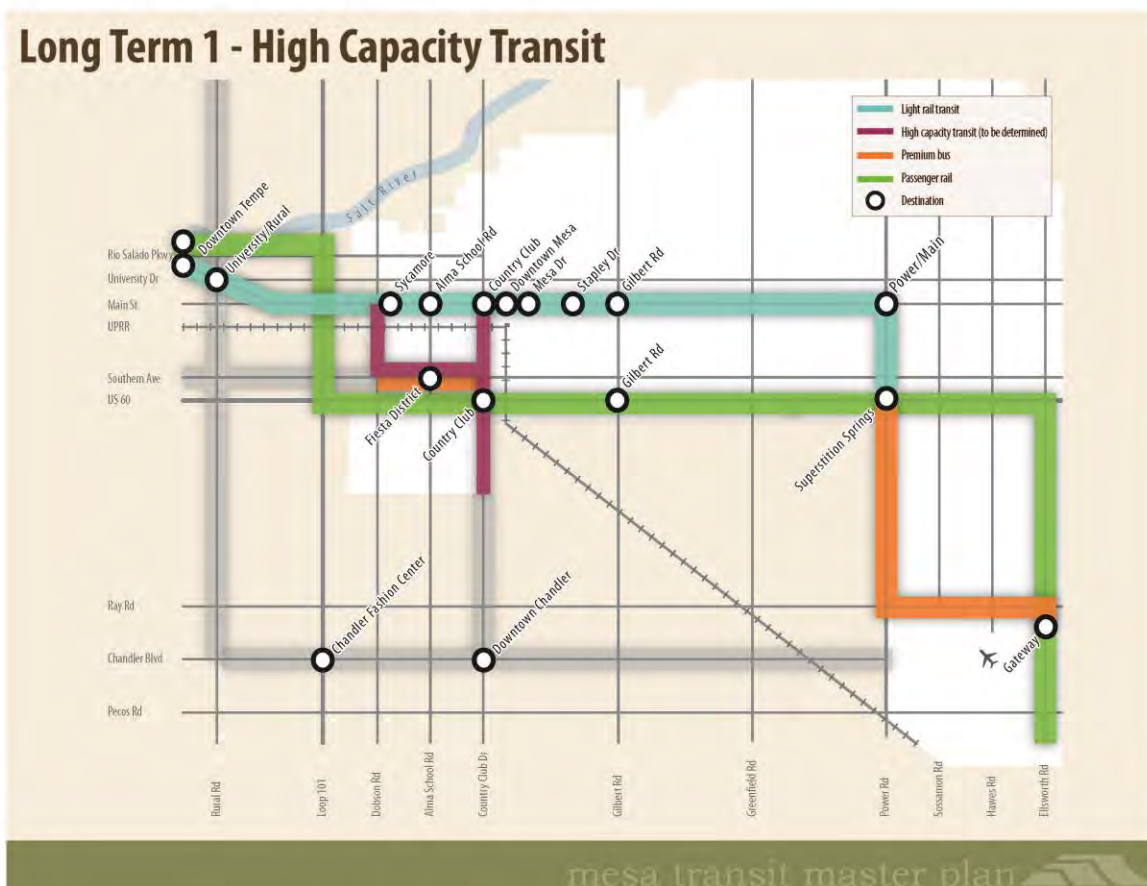 Long Term 1 - High Capacity Transit
Light rail transit
High capacity transit (to be determined)
Premium bus
Passenger rail
Destination
Salt River
Downtown Tempe
University/Rural
Sycamore
Alma School Rd
Country Club
Downtown Mesa
Mesa Dr
Stapley Dr
Gilbert Rd
Power/Main
Rio Salado Pkwy
University Dr
Main St
UPRR
Southern Ave
US 60
Fiesta District
Country Club
Gilbert Rd
Superstition Springs
Ray Rd
Chandler Fashion Center
Downtown Chandler
Gateway
Chandler Blvd
Pecos Rd
Rural Rd
Loop 101
Dobson Rd
Alma School Rd
Country Club Dr
Gilbert Rd
Greenfield Rd
Power Rd
Sossamon Rd
Hawes Rd
Ellsworth Rd
mesa transit master plan